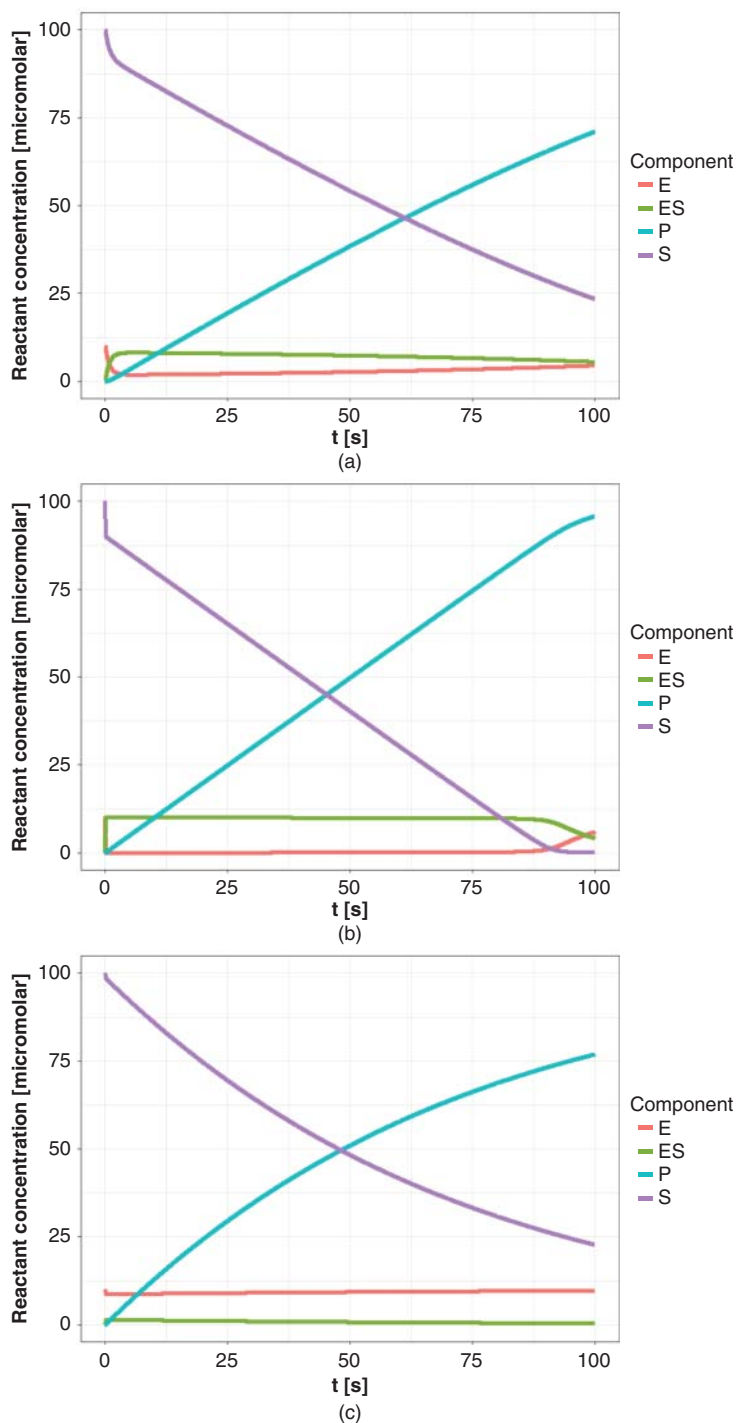 Reactant concentration [micromolar]
100
75
50
25
0
0 25 50 75 100
t [s]
(a)
Component
E
ES
P
S
Reactant concentration [micromolar]
100
75
50
25
0
0 25 50 75 100
t [s]
(b)
Component
E
ES
P
S
Reactant concentration [micromolar]
100
75
50
25
0
0 25 50 75 100
t [s]
(c)
Component
E
ES
P
S